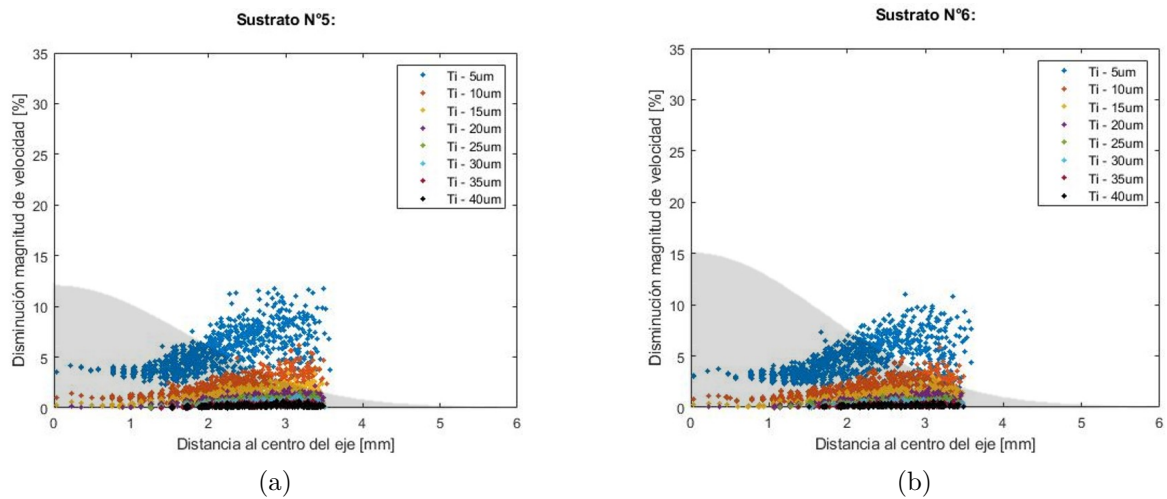 Sustrato N°5:
Disminución magnitud de velocidad [%]
35
30
25
20
15
10
5
0
Ti - 5um
Ti - 10um
Ti - 15um
Ti - 20um
Ti - 25um
Ti - 30um
Ti - 35um
Ti - 40um
0 1 2 3 4 5 6
Distancia al centro del eje [mm]
(a)
Sustrato N°6:
Disminución magnitud de velocidad [%]
35
30
25
20
15
10
5
0
Ti - 5um
Ti - 10um
Ti - 15um
Ti - 20um
Ti - 25um
Ti - 30um
Ti - 35um
Ti - 40um
0 1 2 3 4 5 6
Distancia al centro del eje [mm]
(b)